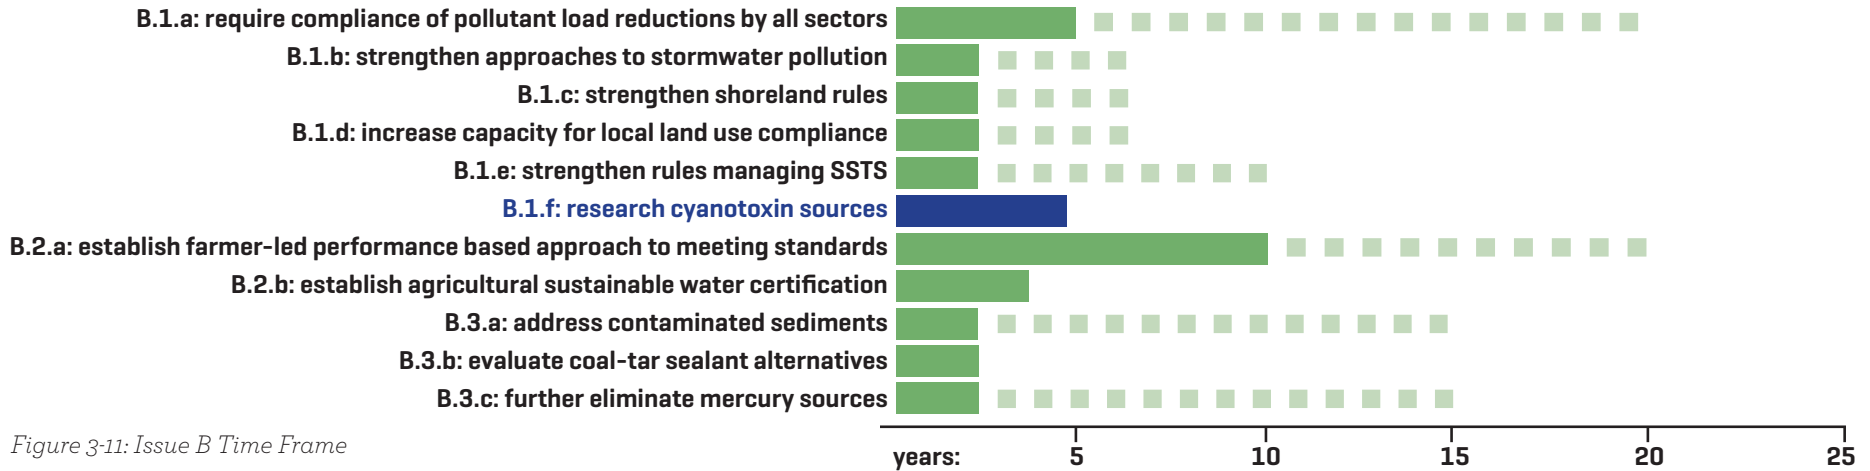 B.1.a: require compliance of pollutant load reductions by all sectors
B.1.b: strengthen approaches to stormwater pollution
B.1.c: strengthen shoreland rules
B.1.d: increase capacity for local land use compliance
B.1.e: strengthen rules managing SSTS
B.1.f: research cyanotoxin sources
B.2.a: establish farmer-led performance based approach to meeting standards
B.2.b: establish agricultural sustainable water certification
B.3.a: address contaminated sediments
B.3.b: evaluate coal-tar sealant alternatives
B.3.c: further eliminate mercury sources
Figure 3-11: Issue B Time Frame
years: 5 10 15 20 25